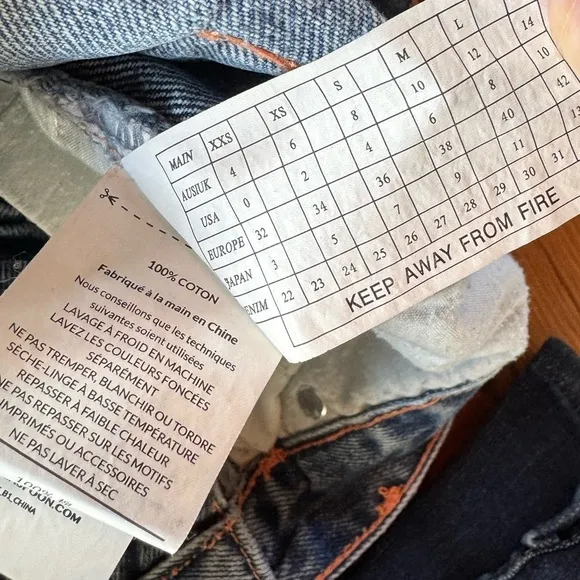 MAIN XXS XS S M L
AUS|UK 4 6 8 10 12 14
USA 0 2 4 6 8 10
EUROPE 32 34 36 38 40 42
JAPAN 3 5 7 9 11
22 23 24 25 26 27 28 29 30 31
KEEP AWAY FROM FIRE
100% COTON
Fabriqué à la main en Chine
Nous conseillons que les techniques
suivantes soient utilisées
LAVAGE À FROID EN MACHINE
LAVEZ LES COULEURS FONCÉES
SÉPARÉMENT
NE PAS TREMPER, BLANCHIR OU TORDRE
SÈCHE-LINGE À BASSE TEMPÉRATURE
REPASSER À FAIBLE CHALEUR
NE PAS REPASSER SUR LES MOTIFS
IMPRIMÉS OU ACCESSOIRES
NE PAS LAVER À SEC